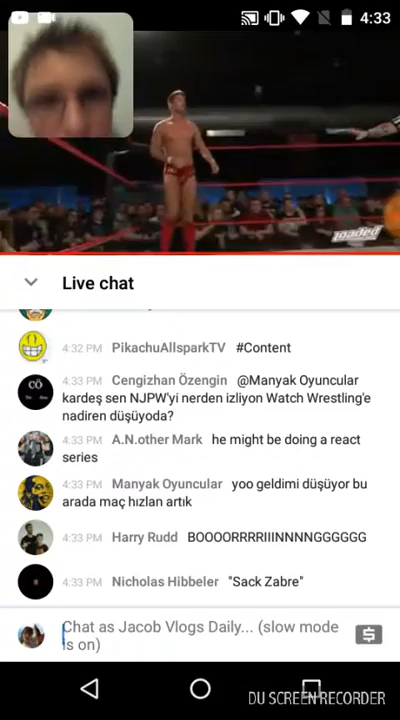 4:33
LOADED
Live chat
4:32 PM PikachuAllsparkTV #Content
4:33 PM Cengizhan Özengin @Manyak Oyuncular
kardeş sen NJPW'yi nerden izliyon Watch Wrestling'e
nadiren düşüyoda?
4:33 PM A.N.other Mark he might be doing a react
series
4:33 PM Manyak Oyuncular yoo geldimi düşüyor bu
arada maç hızlan artık
4:33 PM Harry Rudd BOOOORRRRIIINNNNGGGGGG
4:33 PM Nicholas Hibbeler "Sack Zabre"
Chat as Jacob Vlogs Daily... (slow mode
is on)
DU SCREEN RECORDER